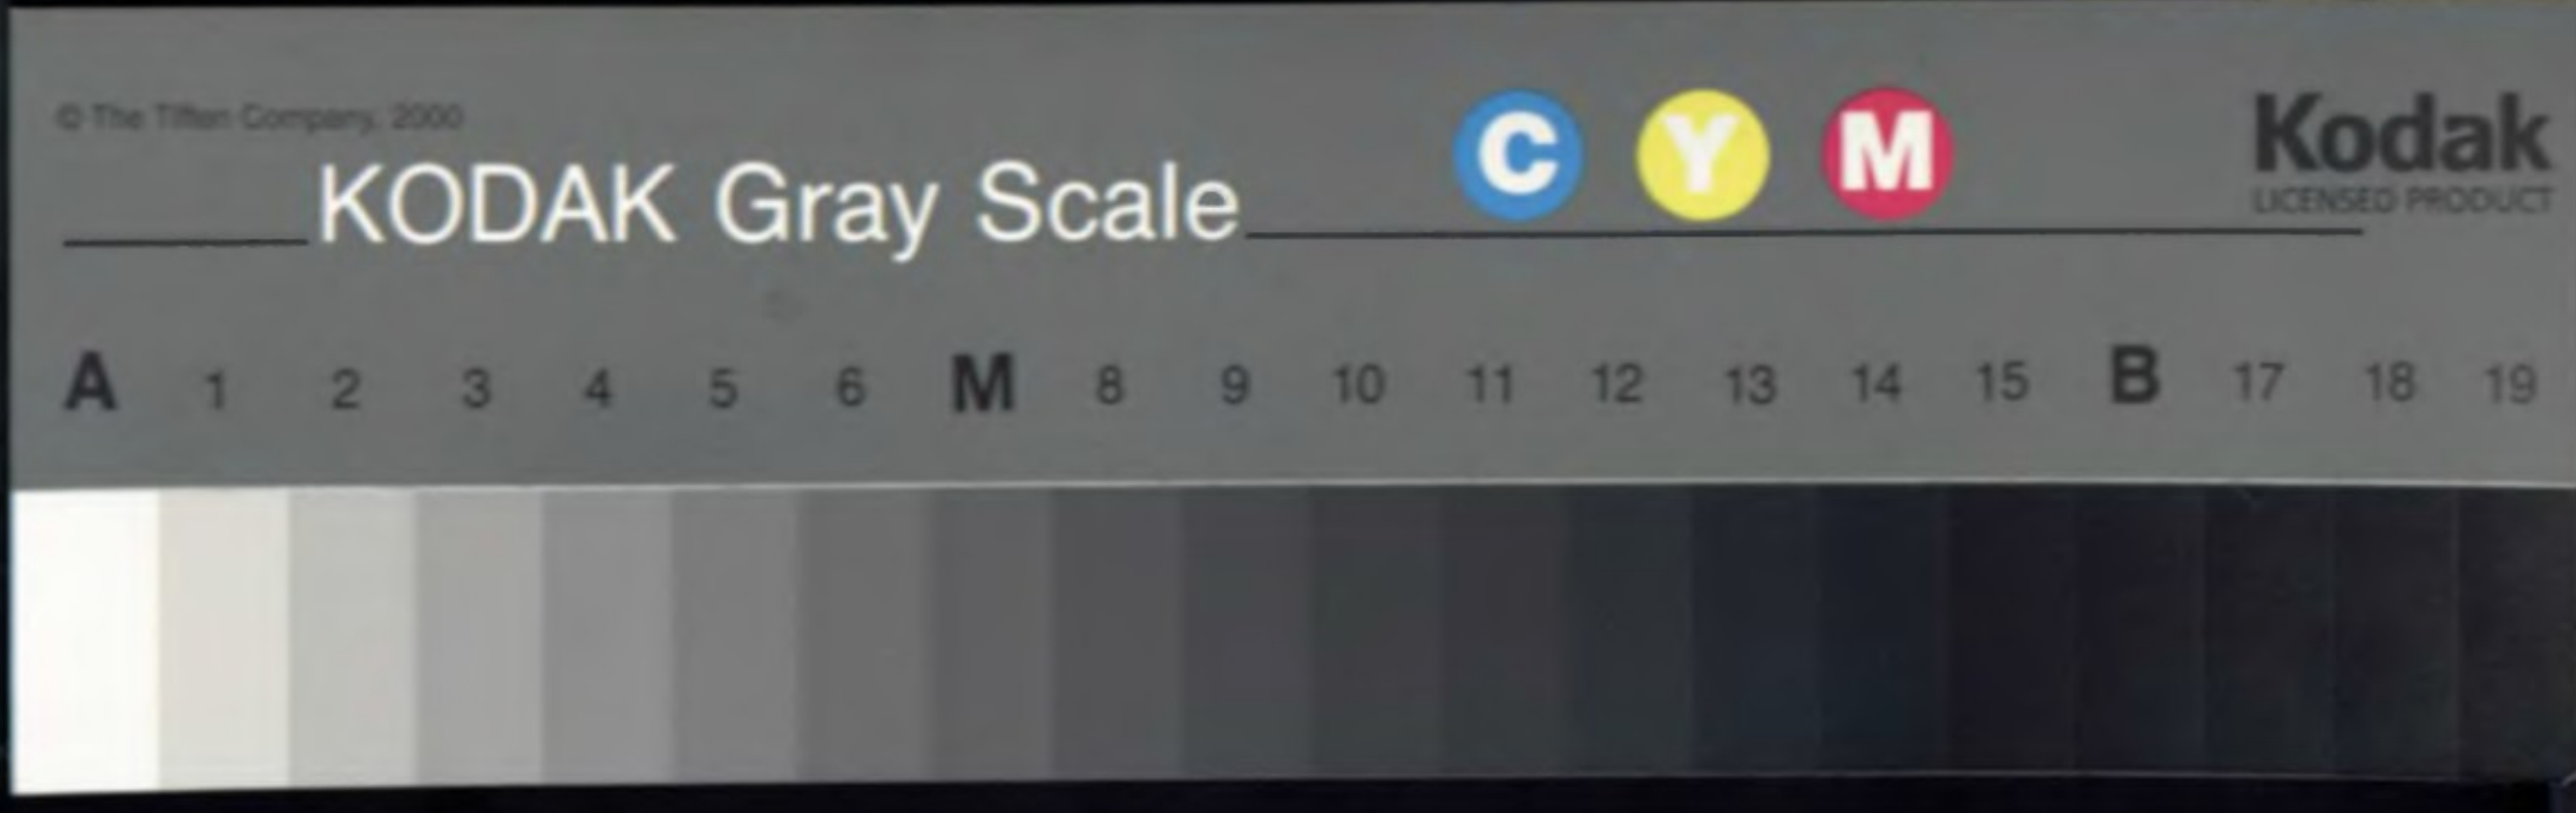 © The Tiffen Company, 2000
KODAK Gray Scale
C Y M
Kodak
LICENSED PRODUCT
A 1 2 3 4 5 6 M 8 9 10 11 12 13 14 15 B 17 18 19